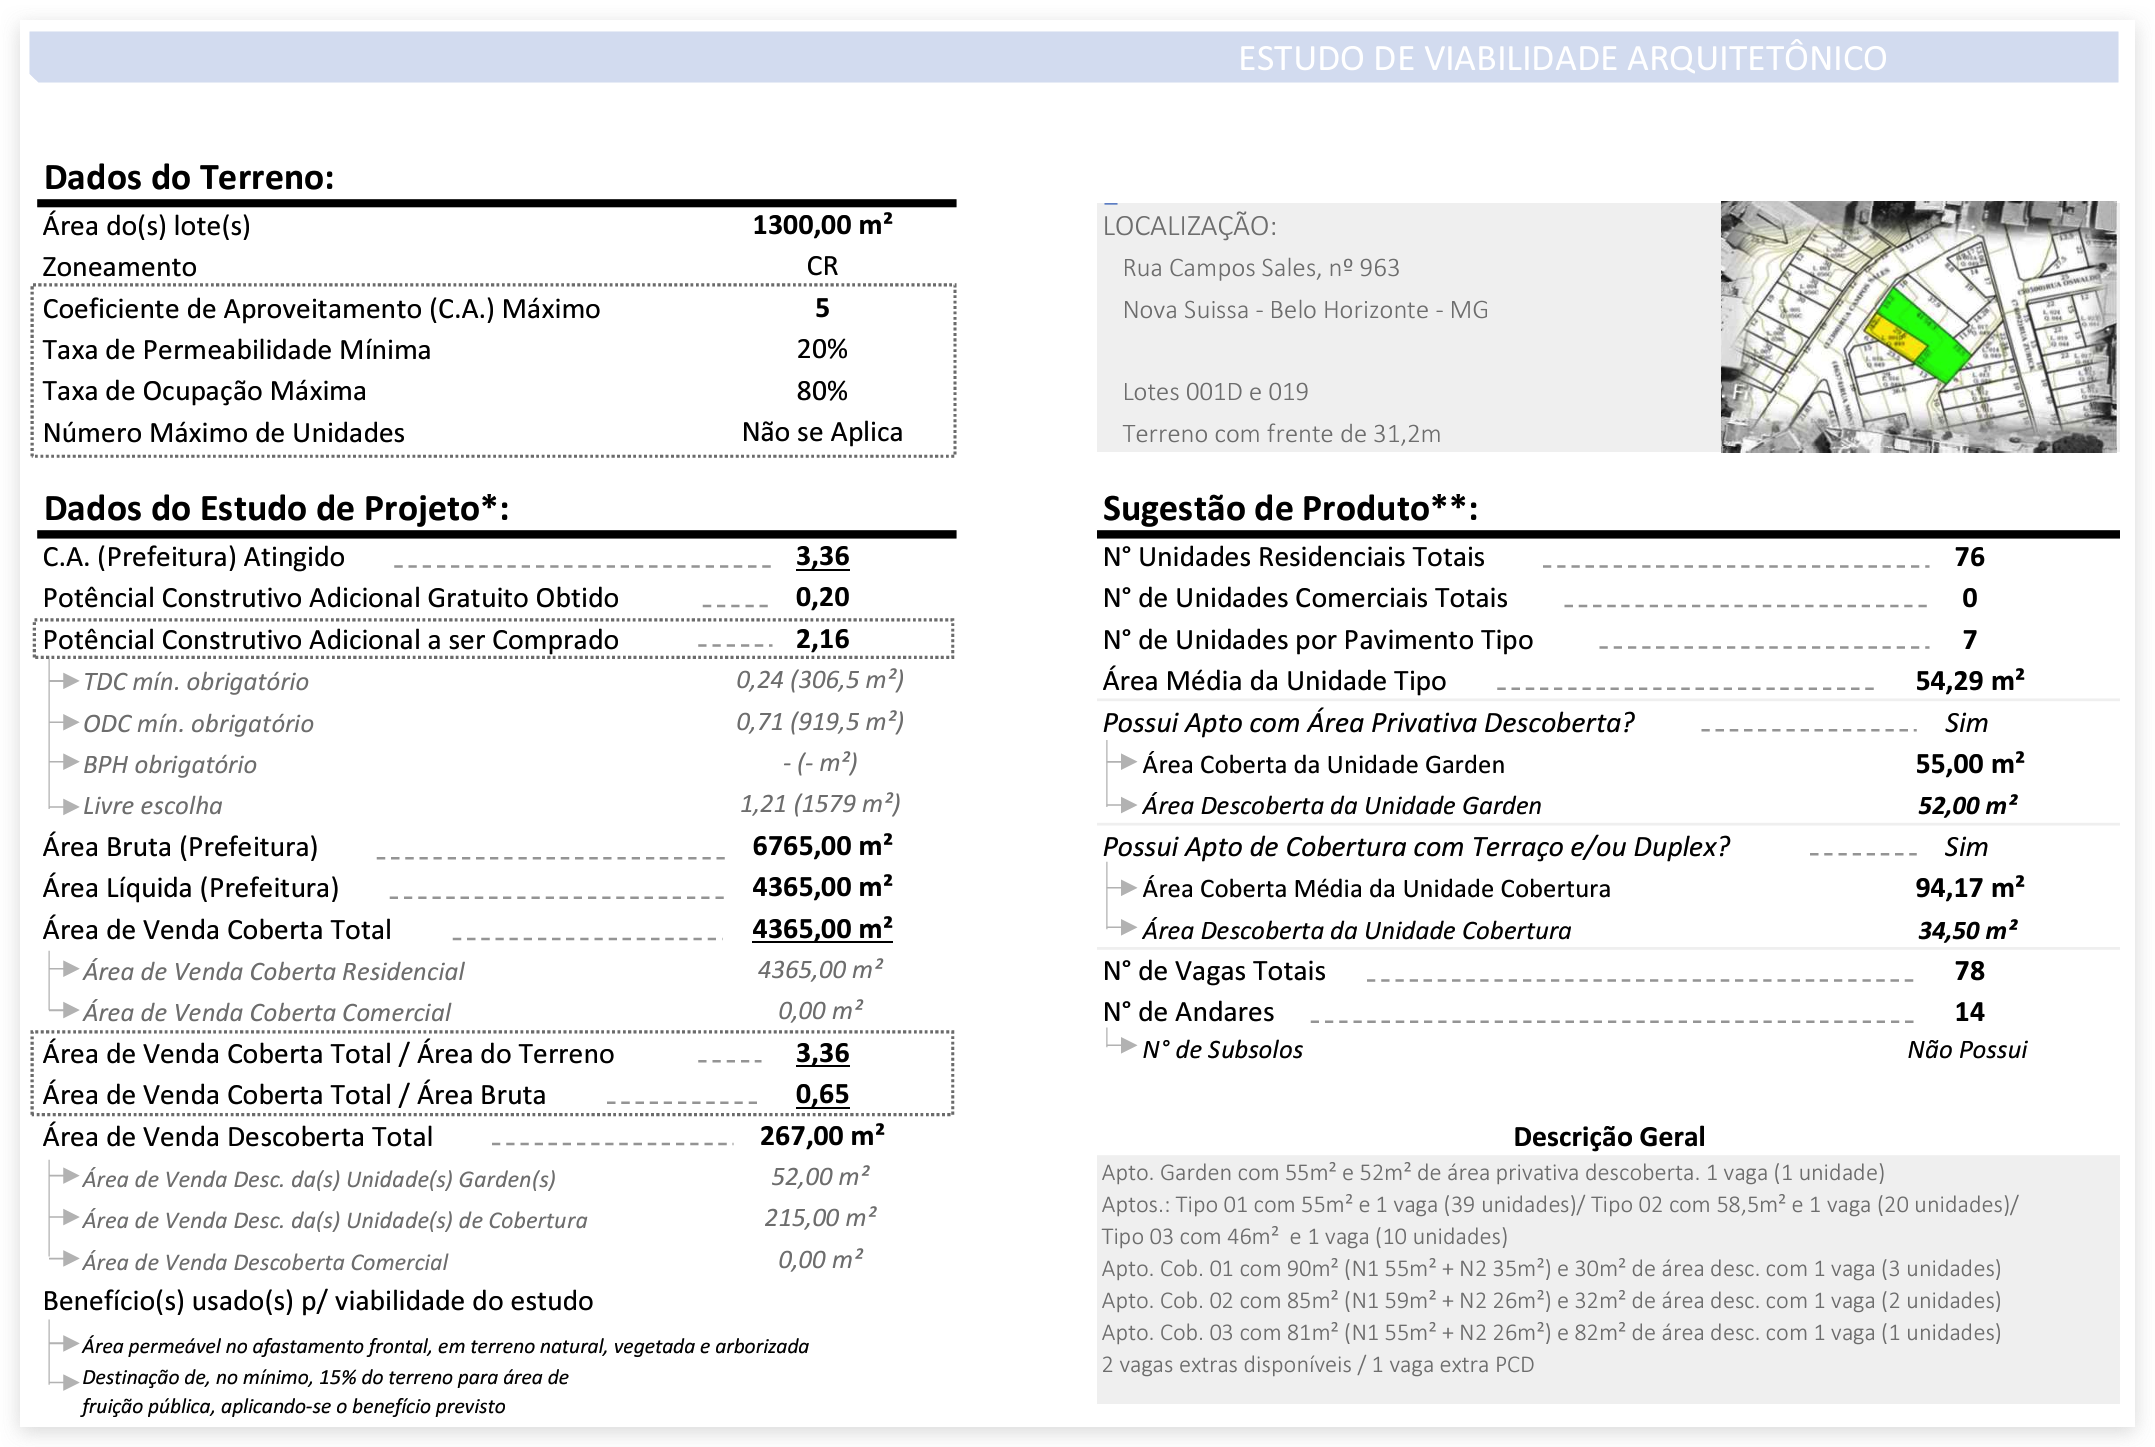 ESTUDO DE VIABILIDADE ARQUITETÔNICO
Dados do Terreno:
Área do(s) lote(s) 1300,00 m²
Zoneamento CR
Coeficiente de Aproveitamento (C.A.) Máximo 5
Taxa de Permeabilidade Mínima 20%
Taxa de Ocupação Máxima 80%
Número Máximo de Unidades Não se Aplica
LOCALIZAÇÃO:
Rua Campos Sales, nº 963
Nova Suissa - Belo Horizonte - MG
Lotes 001D e 019
Terreno com frente de 31,2m
Dados do Estudo de Projeto*:
C.A. (Prefeitura) Atingido 3,36
Potêncial Construtivo Adicional Gratuito Obtido 0,20
Potêncial Construtivo Adicional a ser Comprado 2,16
TDC mín. obrigatório 0,24 (306,5 m²)
ODC mín. obrigatório 0,71 (919,5 m²)
BPH obrigatório - (- m²)
Livre escolha 1,21 (1579 m²)
Área Bruta (Prefeitura) 6765,00 m²
Área Líquida (Prefeitura) 4365,00 m²
Área de Venda Coberta Total 4365,00 m²
Área de Venda Coberta Residencial 4365,00 m²
Área de Venda Coberta Comercial 0,00 m²
Área de Venda Coberta Total / Área do Terreno 3,36
Área de Venda Coberta Total / Área Bruta 0,65
Área de Venda Descoberta Total 267,00 m²
Área de Venda Desc. da(s) Unidade(s) Garden(s) 52,00 m²
Área de Venda Desc. da(s) Unidade(s) de Cobertura 215,00 m²
Área de Venda Descoberta Comercial 0,00 m²
Benefício(s) usado(s) p/ viabilidade do estudo
Área permeável no afastamento frontal, em terreno natural, vegetada e arborizada
Destinação de, no mínimo, 15% do terreno para área de
fruição pública, aplicando-se o benefício previsto
Sugestão de Produto**:
N° Unidades Residenciais Totais 76
N° de Unidades Comerciais Totais 0
N° de Unidades por Pavimento Tipo 7
Área Média da Unidade Tipo 54,29 m²
Possui Apto com Área Privativa Descoberta? Sim
Área Coberta da Unidade Garden 55,00 m²
Área Descoberta da Unidade Garden 52,00 m²
Possui Apto de Cobertura com Terraço e/ou Duplex? Sim
Área Coberta Média da Unidade Cobertura 94,17 m²
Área Descoberta da Unidade Cobertura 34,50 m²
N° de Vagas Totais 78
N° de Andares 14
N° de Subsolos Não Possui
Descrição Geral
Apto. Garden com 55m² e 52m² de área privativa descoberta. 1 vaga (1 unidade)
Aptos.: Tipo 01 com 55m² e 1 vaga (39 unidades)/ Tipo 02 com 58,5m² e 1 vaga (20 unidades)/
Tipo 03 com 46m² e 1 vaga (10 unidades)
Apto. Cob. 01 com 90m² (N1 55m² + N2 35m²) e 30m² de área desc. com 1 vaga (3 unidades)
Apto. Cob. 02 com 85m² (N1 59m² + N2 26m²) e 32m² de área desc. com 1 vaga (2 unidades)
Apto. Cob. 03 com 81m² (N1 55m² + N2 26m²) e 82m² de área desc. com 1 vaga (1 unidades)
2 vagas extras disponíveis / 1 vaga extra PCD